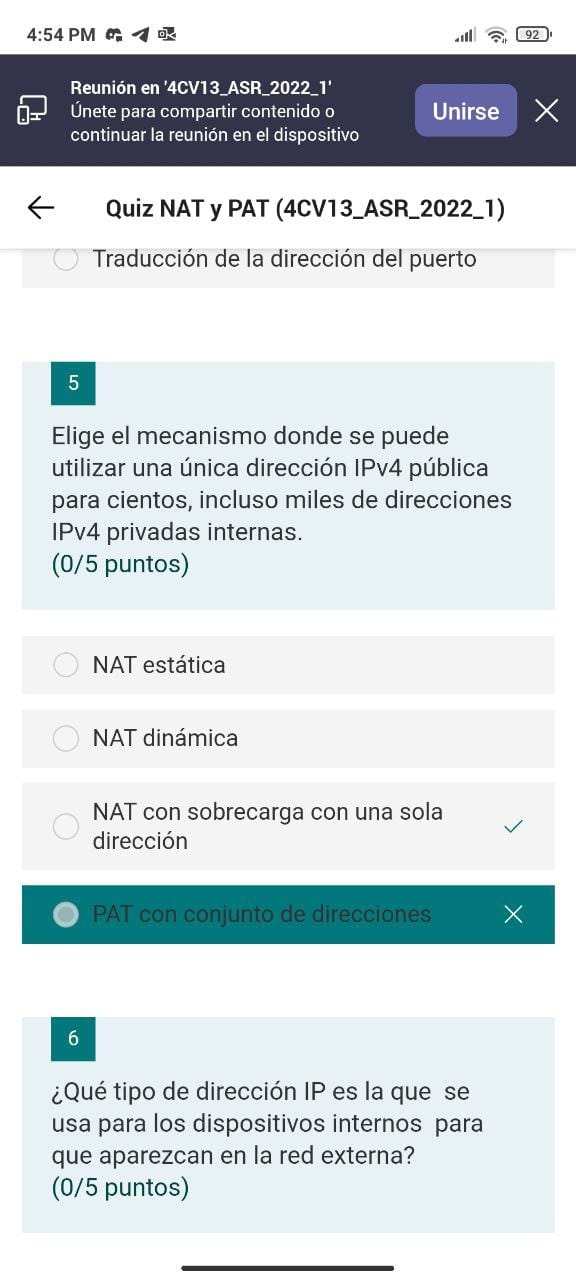 4:54 PM
92
Reunión en '4CV13_ASR_2022_1'
Únete para compartir contenido o
continuar la reunión en el dispositivo
Unirse
Quiz NAT y PAT (4CV13_ASR_2022_1)
Traducción de la dirección del puerto
5
Elige el mecanismo donde se puede
utilizar una única dirección IPv4 pública
para cientos, incluso miles de direcciones
IPv4 privadas internas.
(0/5 puntos)
NAT estática
NAT dinámica
NAT con sobrecarga con una sola
dirección
PAT con conjunto de direcciones
6
¿Qué tipo de dirección IP es la que se
usa para los dispositivos internos para
que aparezcan en la red externa?
(0/5 puntos)